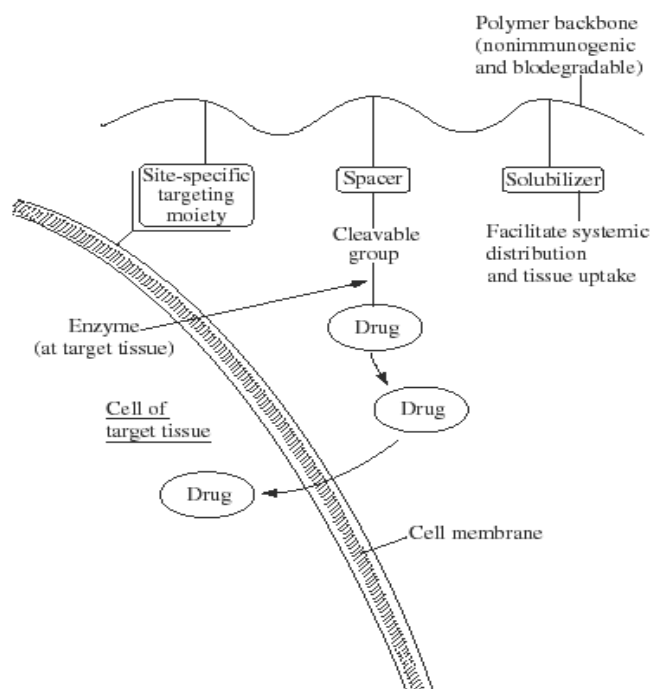 Polymer backbone
(nonimmunogenic
and blodegradable)
Site-specific
targeting
moiety
Spacer
Solubilizer
Cleavable
group
Facilitate systemic
distribution
and tissue uptake
Enzyme
(at target tissue)
Drug
Cell of
target tissue
Drug
Drug
Cell membrane